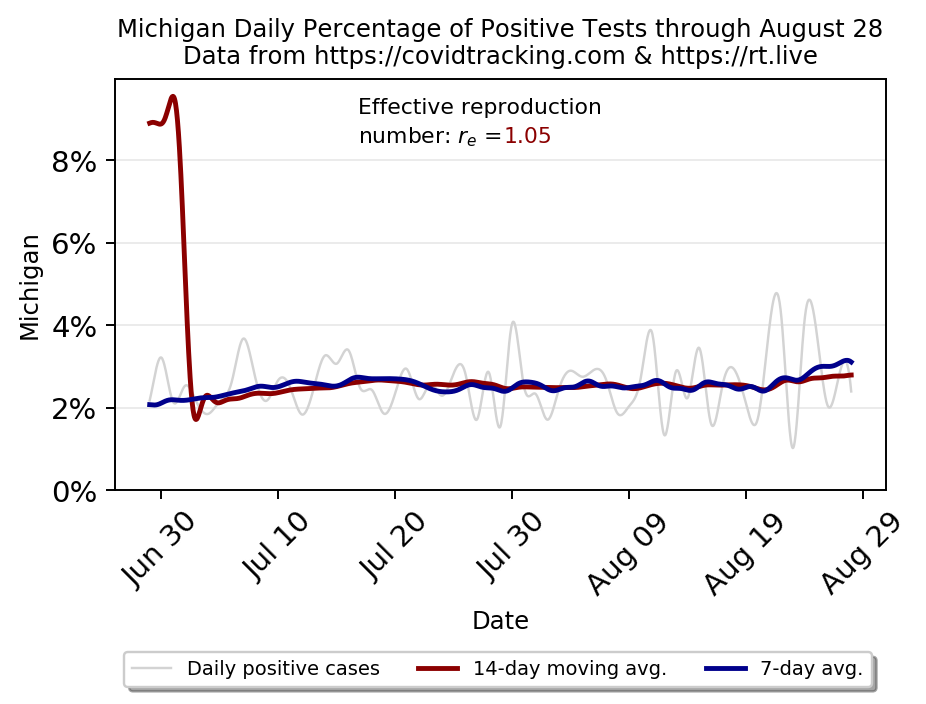 Michigan Daily Percentage of Positive Tests through August 28
Data from https://covidtracking.com & https://rt.live
Effective reproduction
number: rₑ =1.05
Michigan
8%
6%
4%
2%
0%
Jun 30
Jul 10
Jul 20
Jul 30
Aug 09
Aug 19
Aug 29
Date
Daily positive cases
14-day moving avg.
7-day avg.